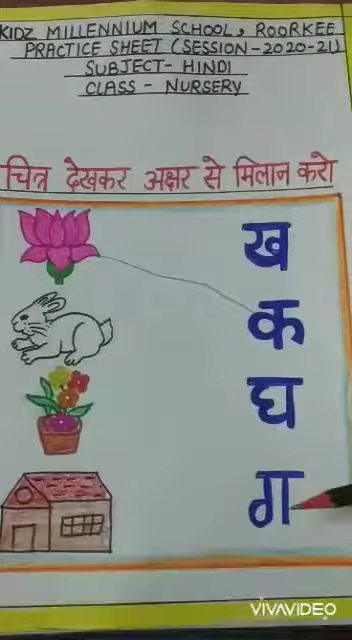 KIDZ MILLENNIUM SCHOOL, ROORKEE
PRACTICE SHEET (SESSION-2020-21)
SUBJECT- HINDI
CLASS - NURSERY
चित्र देखकर अक्षर से मिलान करो
ख
क
घ
ग
VIVAVIDEO